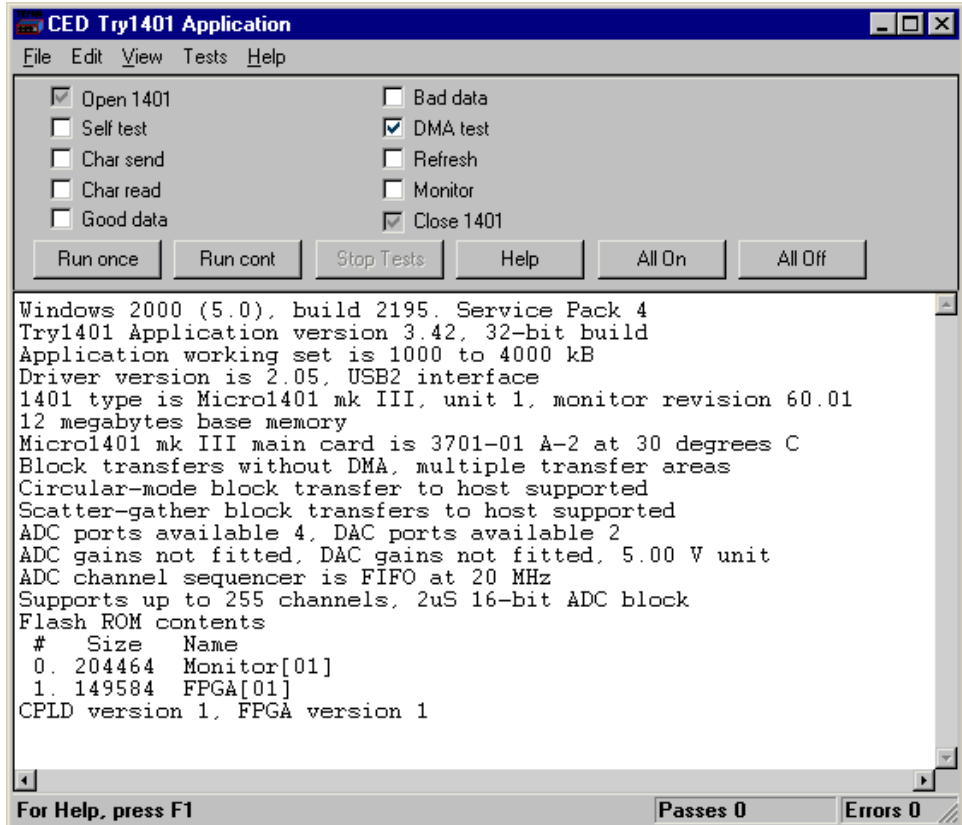 CED Try1401 Application
File Edit View Tests Help
Open 1401
Self test
Char send
Char read
Good data
Bad data
DMA test
Refresh
Monitor
Close 1401
Run once Run cont Stop Tests Help All On All Off
Windows 2000 (5.0), build 2195. Service Pack 4
Try1401 Application version 3.42, 32-bit build
Application working set is 1000 to 4000 kB
Driver version is 2.05, USB2 interface
1401 type is Micro1401 mk III, unit 1, monitor revision 60.01
12 megabytes base memory
Micro1401 mk III main card is 3701-01 A-2 at 30 degrees C
Block transfers without DMA, multiple transfer areas
Circular-mode block transfer to host supported
Scatter-gather block transfers to host supported
ADC ports available 4, DAC ports available 2
ADC gains not fitted, DAC gains not fitted, 5.00 V unit
ADC channel sequencer is FIFO at 20 MHz
Supports up to 255 channels, 2uS 16-bit ADC block
Flash ROM contents
# Size Name
0. 204464 Monitor[01]
1. 149584 FPGA[01]
CPLD version 1, FPGA version 1
For Help, press F1 Passes 0 Errors 0